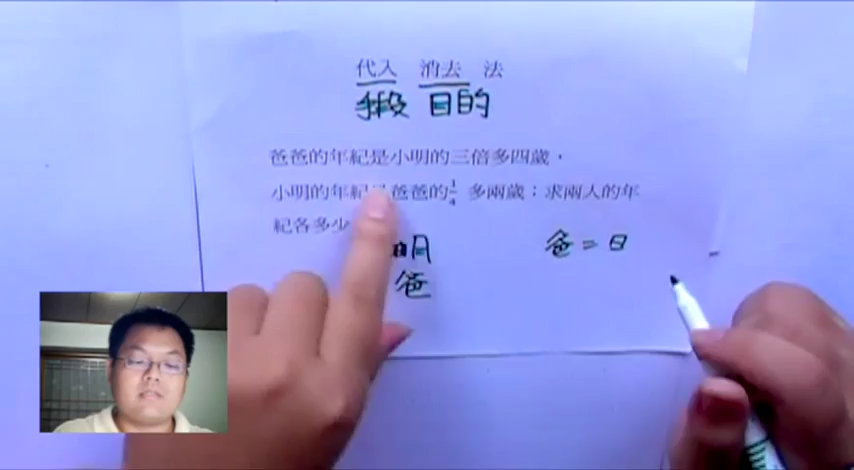 代入 消去 法
手段 目的
爸爸的年紀是小明的三倍多四歲，
小明的年紀 爸爸的1/4 多兩歲；求兩人的年
紀各多少
明 爸 = 日
爸